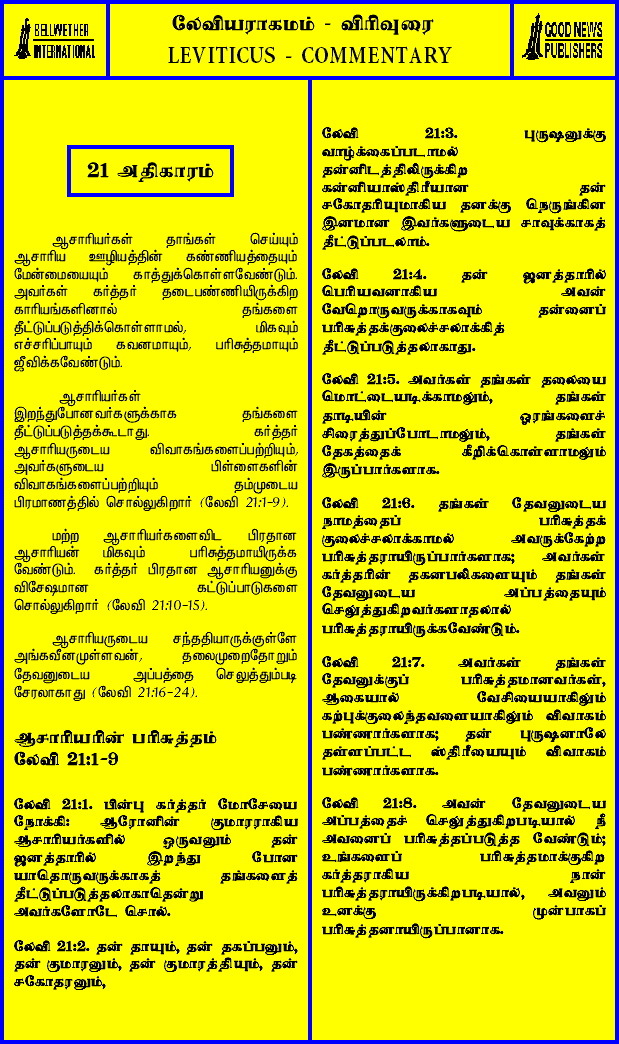 BELLWETHER
INTERNATIONAL
லேவியராகமம் - விரிவுரை
LEVITICUS - COMMENTARY
GOOD NEWS
PUBLISHERS
21 அதிகாரம்
ஆசாரியர்கள் தாங்கள் செய்யும்
ஆசாரிய ஊழியத்தின் கண்ணியத்தையும்
மேன்மையையும் காத்துக்கொள்ளவேண்டும்.
அவர்கள் கர்த்தர் தடைபண்ணியிருக்கிற
காரியங்களினால் தங்களை
தீட்டுப்படுத்திக்கொள்ளாமல், மிகவும்
எச்சரிப்பாயும் கவனமாயும், பரிசுத்தமாயும்
ஜீவிக்கவேண்டும்.
ஆசாரியர்கள்
இறந்துபோனவர்களுக்காக தங்களை
தீட்டுப்படுத்தக்கூடாது. கர்த்தர்
ஆசாரியருடைய விவாகங்களைப்பற்றியும்,
அவர்களுடைய பிள்ளைகளின்
விவாகங்களைப்பற்றியும் தம்முடைய
பிரமாணத்தில் சொல்லுகிறார் (லேவி 21:1-9).
மற்ற ஆசாரியர்களைவிட பிரதான
ஆசாரியன் மிகவும் பரிசுத்தமாயிருக்க
வேண்டும். கர்த்தர் பிரதான ஆசாரியனுக்கு
விசேஷமான கட்டுப்பாடுகளை
சொல்லுகிறார் (லேவி 21:10-15).
ஆசாரியருடைய சந்ததியாருக்குள்ளே
அங்கவீனமுள்ளவன், தலைமுறைதோறும்
தேவனுடைய அப்பத்தை செலுத்தும்படி
சேரலாகாது (லேவி 21:16-24).
ஆசாரியரின் பரிசுத்தம்
லேவி 21:1-9
லேவி 21:1. பின்பு கர்த்தர் மோசேயை
நோக்கி: ஆரோனின் குமாரராகிய
ஆசாரியர்களில் ஒருவனும் தன்
ஜனத்தாரில் இறந்து போன
யாதொருவருக்காகத் தங்களைத்
தீட்டுப்படுத்தலாகாதென்று
அவர்களோடே சொல்.
லேவி 21:2. தன் தாயும், தன் தகப்பனும்,
தன் குமாரனும், தன் குமாரத்தியும், தன்
சகோதரனும்,
லேவி 21:3. புருஷனுக்கு
வாழ்க்கைப்படாமல்
தன்னிடத்திலிருக்கிற
கன்னியாஸ்திரீயான தன்
சகோதரியுமாகிய தனக்கு நெருங்கின
இனமான இவர்களுடைய சாவுக்காகத்
தீட்டுப்படலாம்.
லேவி 21:4. தன் ஜனத்தாரில்
பெரியவனாகிய அவன்
வேறொருவருக்காகவும் தன்னைப்
பரிசுத்தக்குலைச்சலாக்கித்
தீட்டுப்படுத்தலாகாது.
லேவி 21:5. அவர்கள் தங்கள் தலையை
மொட்டையடிக்காமலும், தங்கள்
தாடியின் ஓரங்களைச்
சிரைத்துப்போடாமலும், தங்கள்
தேகத்தைக் கீறிக்கொள்ளாமலும்
இருப்பார்களாக.
லேவி 21:6. தங்கள் தேவனுடைய
நாமத்தைப் பரிசுத்தக்
குலைச்சலாக்காமல் அவருக்கேற்ற
பரிசுத்தராயிருப்பார்களாக; அவர்கள்
கர்த்தரின் தகனபலிகளையும் தங்கள்
தேவனுடைய அப்பத்தையும்
செலுத்துகிறவர்களாதலால்
பரிசுத்தராயிருக்கவேண்டும்.
லேவி 21:7. அவர்கள் தங்கள்
தேவனுக்குப் பரிசுத்தமானவர்கள்,
ஆகையால் வேசியையாகிலும்
கற்புக்குலைந்தவளையாகிலும் விவாகம்
பண்ணார்களாக; தன் புருஷனாலே
தள்ளப்பட்ட ஸ்திரீயையும் விவாகம்
பண்ணார்களாக.
லேவி 21:8. அவன் தேவனுடைய
அப்பத்தைச் செலுத்துகிறபடியால் நீ
அவனைப் பரிசுத்தப்படுத்த வேண்டும்;
உங்களைப் பரிசுத்தமாக்குகிற
கர்த்தராகிய நான்
பரிசுத்தராயிருக்கிறபடியால், அவனும்
உனக்கு முன்பாகப்
பரிசுத்தனாயிருப்பானாக.